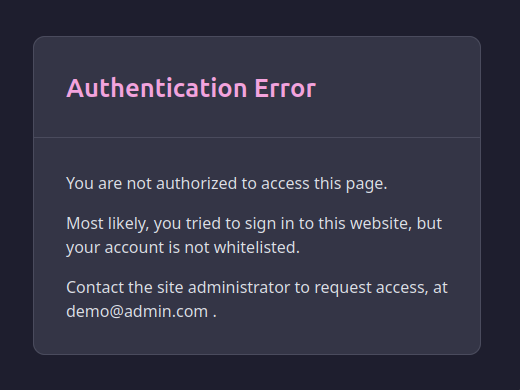 Authentication Error
You are not authorized to access this page.
Most likely, you tried to sign in to this website, but
your account is not whitelisted.
Contact the site administrator to request access, at
demo@admin.com .